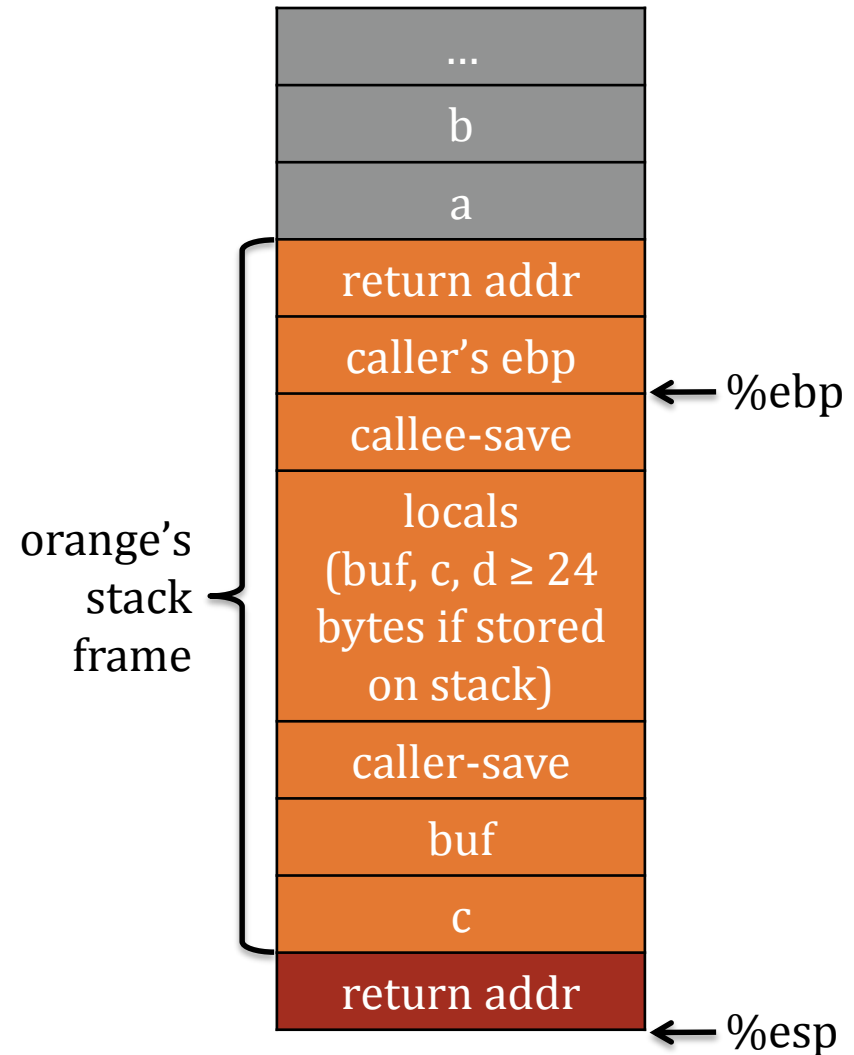 ...
b
a
return addr
caller’s ebp
%ebp
callee-save
locals
(buf, c, d ≥ 24
bytes if stored
on stack)
orange’s
stack
frame
caller-save
buf
c
return addr
%esp